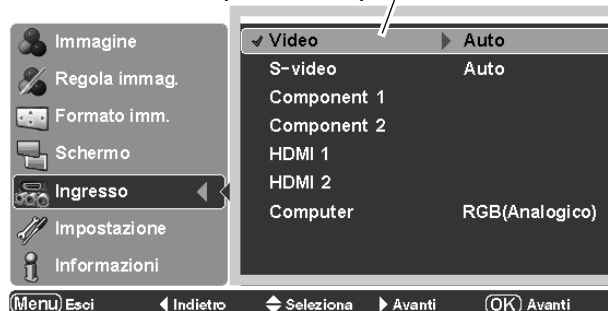 Immagine
Regola immag.
Formato imm.
Schermo
Ingresso
Impostazione
Informazioni
Video Auto
S-video Auto
Component 1
Component 2
HDMI 1
HDMI 2
Computer RGB(Analogico)
Menu Esci Indietro Seleziona Avanti OK Avanti